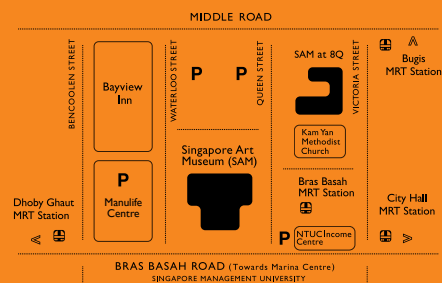 MIDDLE ROAD
BENCOOLEN STREET
Bayview
Inn
WATERLOO STREET
P P
QUEEN STREET
SAM at 8Q
VICTORIA STREET
Bugis
MRT Station
Kam Yan
Methodist
Church
Singapore Art
Museum (SAM)
P
Manulife
Centre
Dhoby Ghaut
MRT Station
Bras Basah
MRT Station
City Hall
MRT Station
P
NTUC Income
Centre
BRAS BASAH ROAD (Towards Marina Centre)
SINGAPORE MANAGEMENT UNIVERSITY